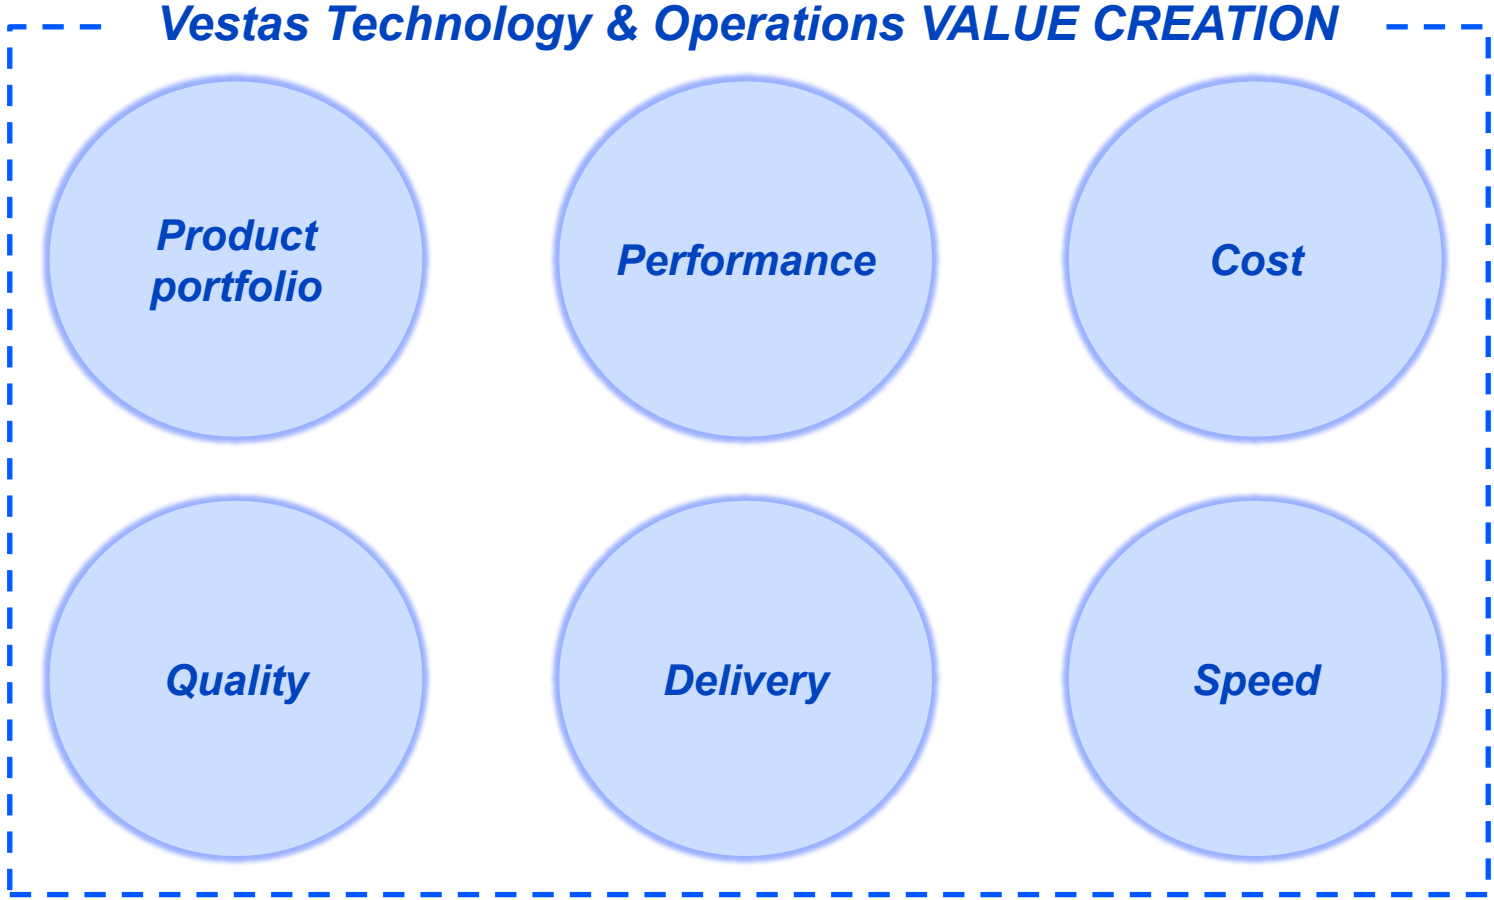 Vestas Technology & Operations VALUE CREATION
Product
portfolio
Performance
Cost
Quality
Delivery
Speed